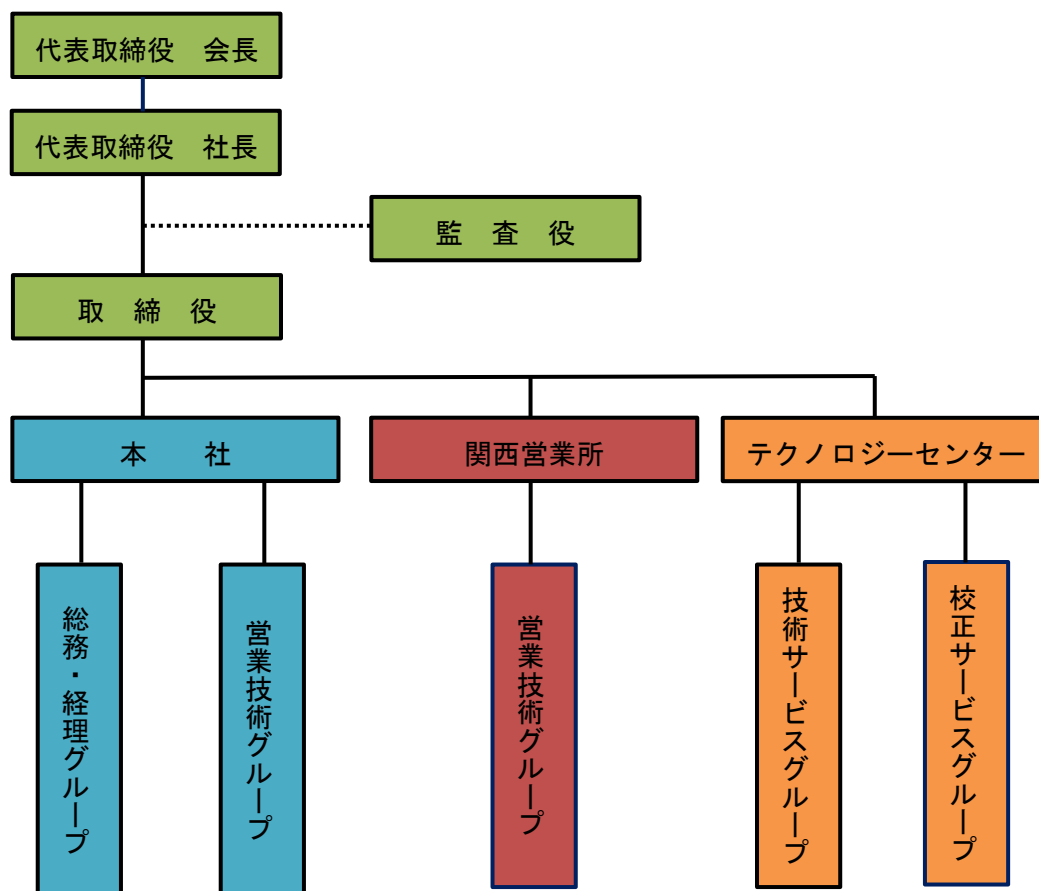 代表取締役　会長
代表取締役　社長
監　査　役
取　締　役
本　　社
関西営業所
テクノロジーセンター
総務・経理グループ
営業技術グループ
営業技術グループ
技術サービスグループ
校正サービスグループ